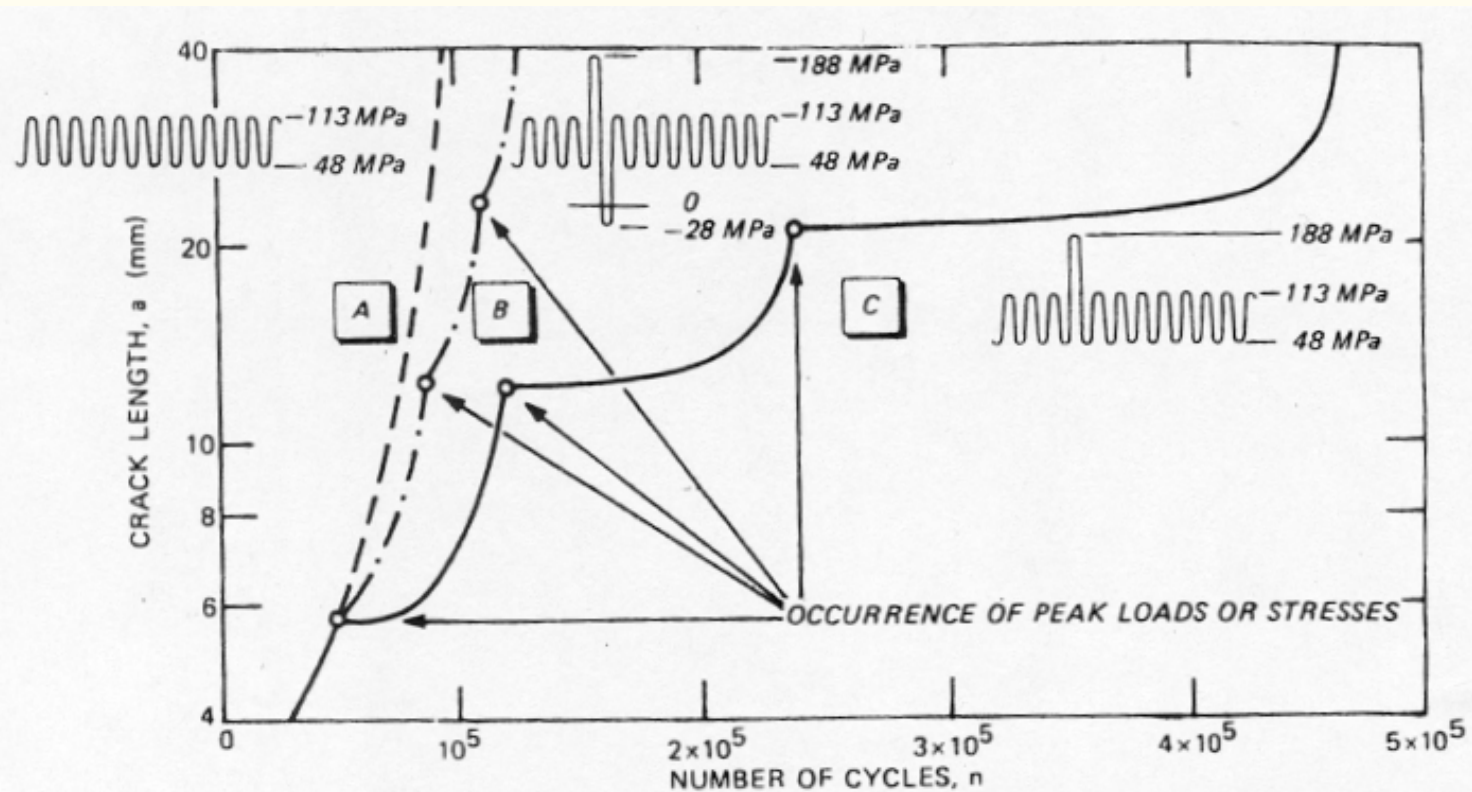 40
-188 MPa
-113 MPa
48 MPa
-113 MPa
48 MPa
0
-28 MPa
20
188 MPa
-113 MPa
48 MPa
A
B
C
CRACK LENGTH, a (mm)
10
8
6
OCCURRENCE OF PEAK LOADS OR STRESSES
4
0
10⁵
2×10⁵
3×10⁵
4×10⁵
5×10⁵
NUMBER OF CYCLES, n